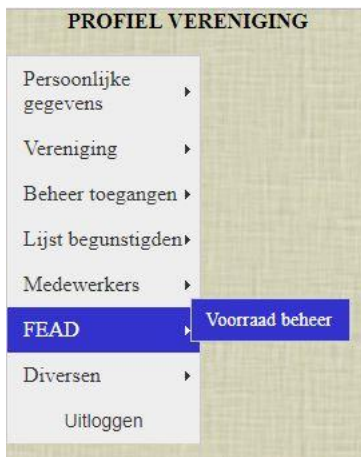 PROFIEL VERENIGING
Persoonlijke
gegevens
Vereniging
Beheer toegangen
Lijst begunstigden
Medewerkers
FEAD
Voorraad beheer
Diversen
Uitloggen